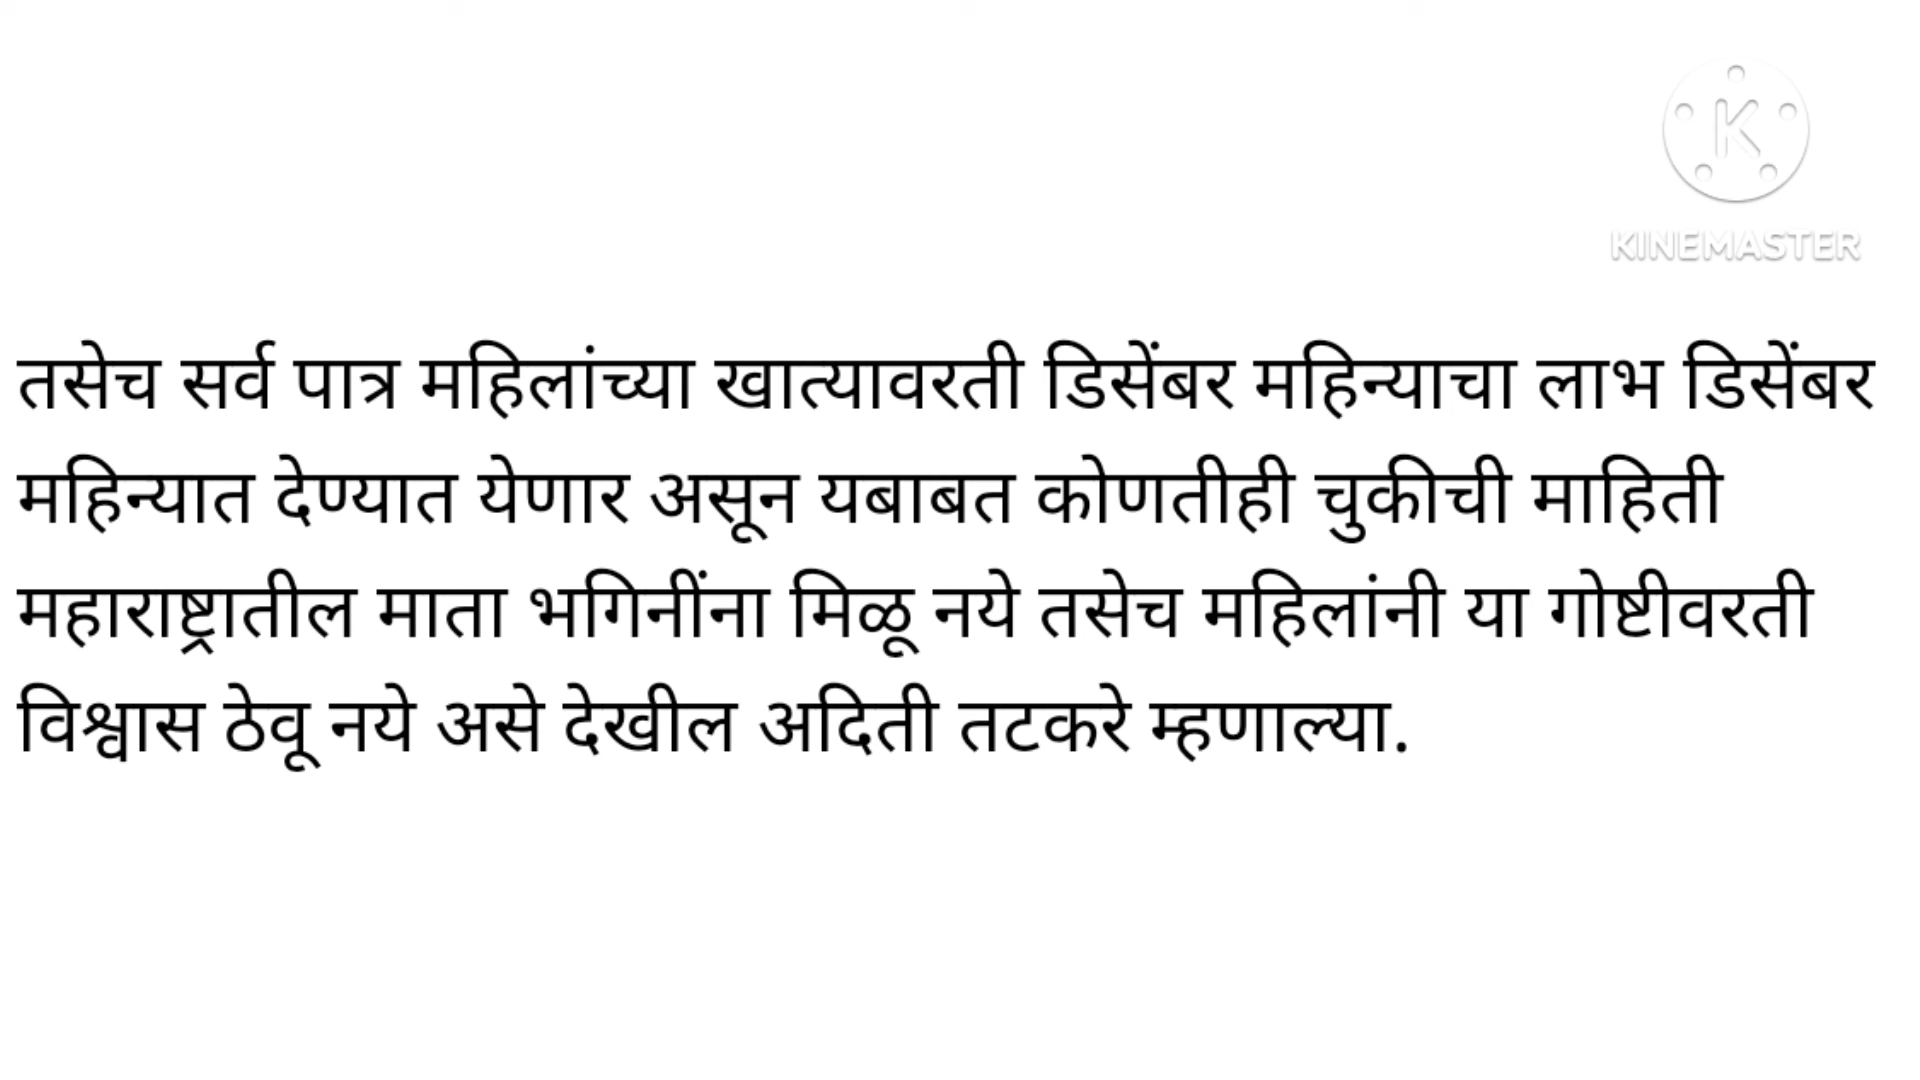 KINEMASTER
तसेच सर्व पात्र महिलांच्या खात्यावरती डिसेंबर महिन्याचा लाभ डिसेंबर
महिन्यात देण्यात येणार असून यबाबत कोणतीही चुकीची माहिती
महाराष्ट्रातील माता भगिनींना मिळू नये तसेच महिलांनी या गोष्टीवरती
विश्वास ठेवू नये असे देखील अदिती तटकरे म्हणाल्या.